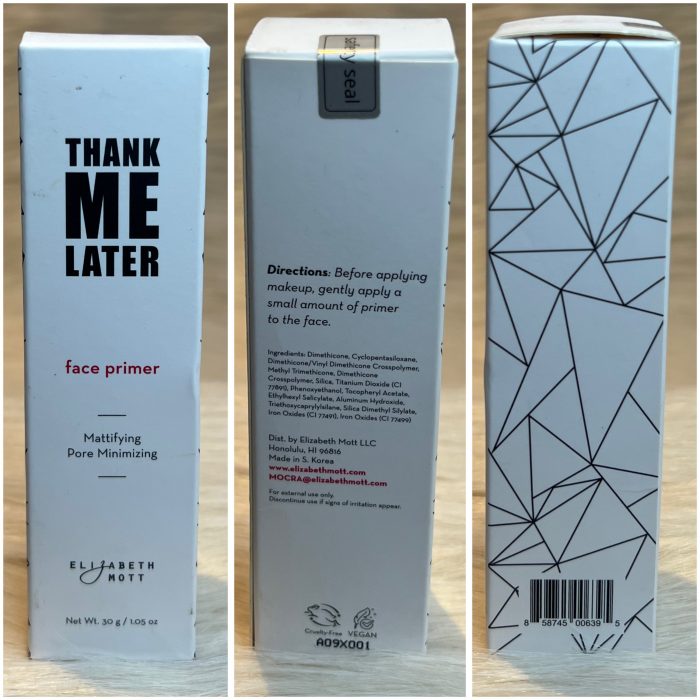 THANK
ME
LATER
face primer
Mattifying
Pore Minimizing
ELIZABETH
MOTT
Net Wt. 30 g / 1.05 oz
safety seal
Directions: Before applying
makeup, gently apply a
small amount of primer
to the face.
Ingredients: Dimethicone, Cyclopentasiloxane,
Dimethicone/Vinyl Dimethicone Crosspolymer,
Methyl Trimethicone, Dimethicone
Crosspolymer, Silica, Titanium Dioxide (CI
77891), Phenoxyethanol, Tocopheryl Acetate,
Ethylhexyl Salicylate, Aluminum Hydroxide,
Triethoxycaprylylsilane, Silica Dimethyl Silylate,
Iron Oxides (CI 77491), Iron Oxides (CI 77499)
Dist. by Elizabeth Mott LLC
Honolulu, HI 96816
Made in S. Korea
www.elizabethmott.com
MOCRA@elizabethmott.com
For external use only.
Discontinue use if signs of irritation appear.
Cruelty-Free VEGAN
A09X001
8 58745 00639 5